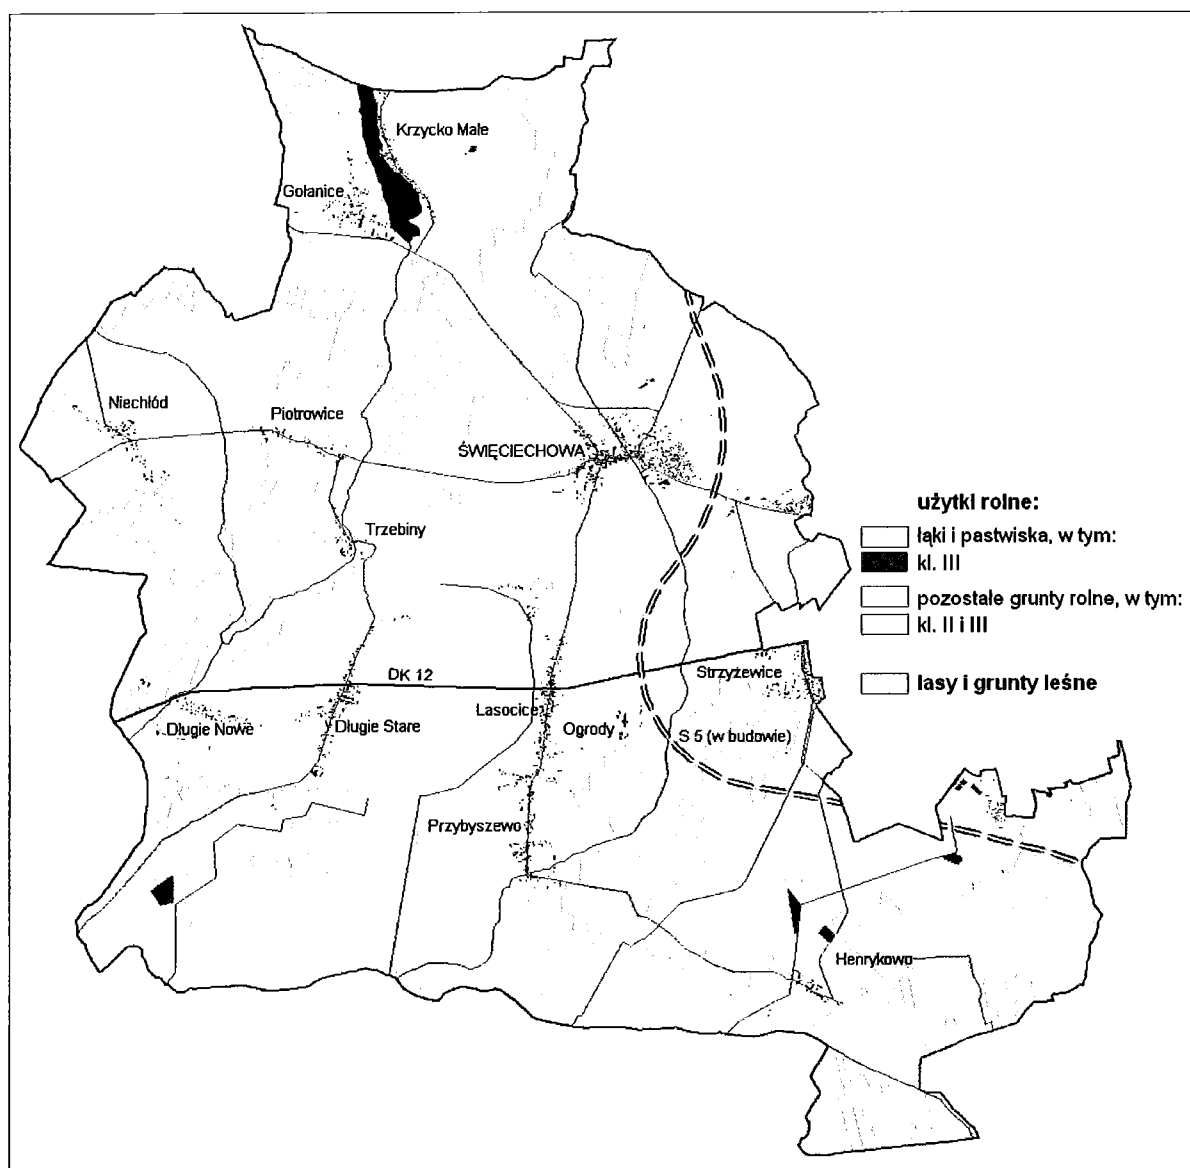 Krzycko Małe
Gołanice
Niechłód
Piotrowice
ŚWIĘCIECHOWA
użytki rolne:
łąki i pastwiska, w tym:
kl. III
pozostałe grunty rolne, w tym:
kl. II i III
lasy i grunty leśne
Trzebiny
DK 12
Strzyżewice
Lasocice
Długie Nowe
Długie Stare
Ogrody
S 5 (w budowie)
Przybyszewo
Henrykowo